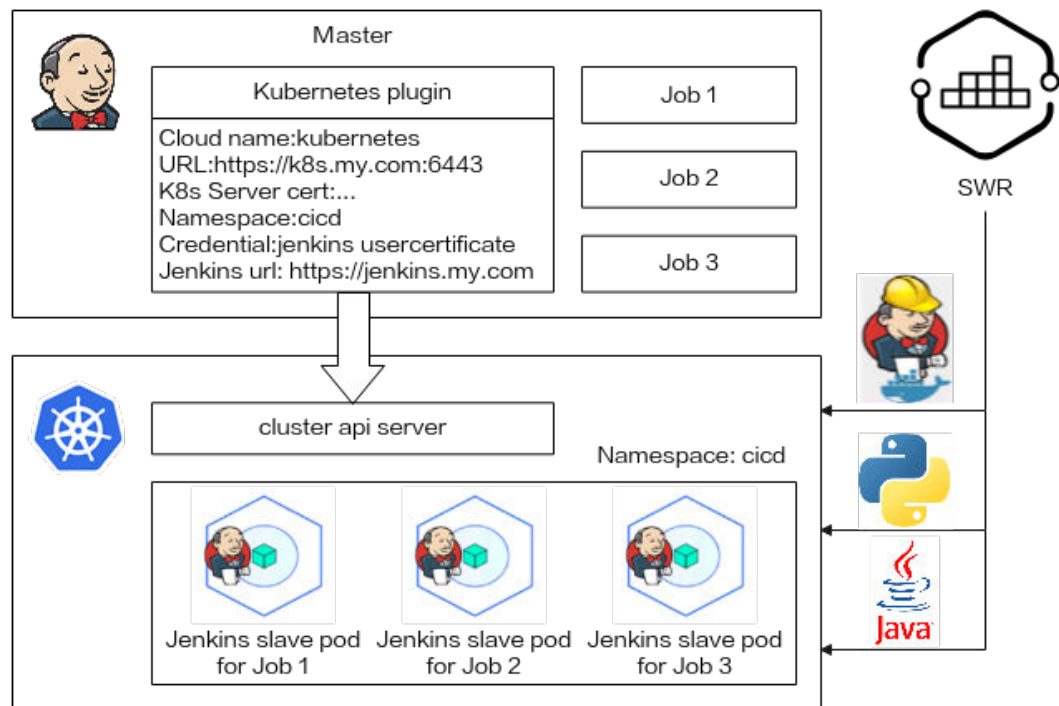 Master
Kubernetes plugin
Cloud name:kubernetes
URL:https://k8s.my.com:6443
K8s Server cert:...
Namespace:cicd
Credential:jenkins usercertificate
Jenkins url: https://jenkins.my.com
Job 1
Job 2
Job 3
SWR
cluster api server
Namespace: cicd
Jenkins slave pod
for Job 1
Jenkins slave pod
for Job 2
Jenkins slave pod
for Job 3
Java